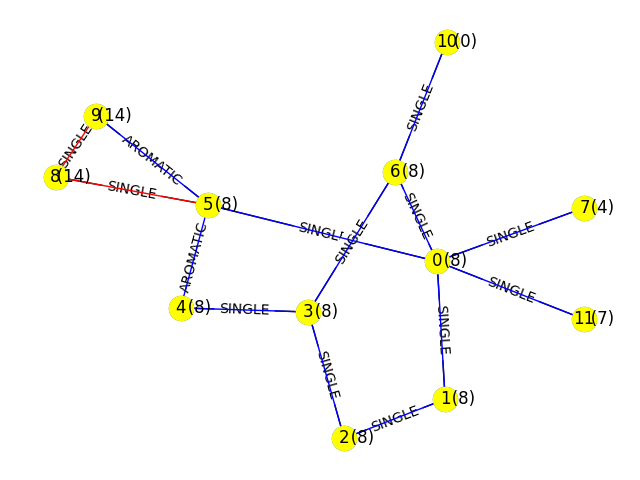 10(0)
SINGLE
9(14)
SINGLE
AROMATIC
6(8)
8(14)
SINGLE
5(8)
SINGLE
7(4)
SINGLE
SINGLE
SINGLE
AROMATIC
0(8)
SINGLE
4(8)
SINGLE
3(8)
SINGLE
11(7)
SINGLE
SINGLE
1(8)
SINGLE
2(8)